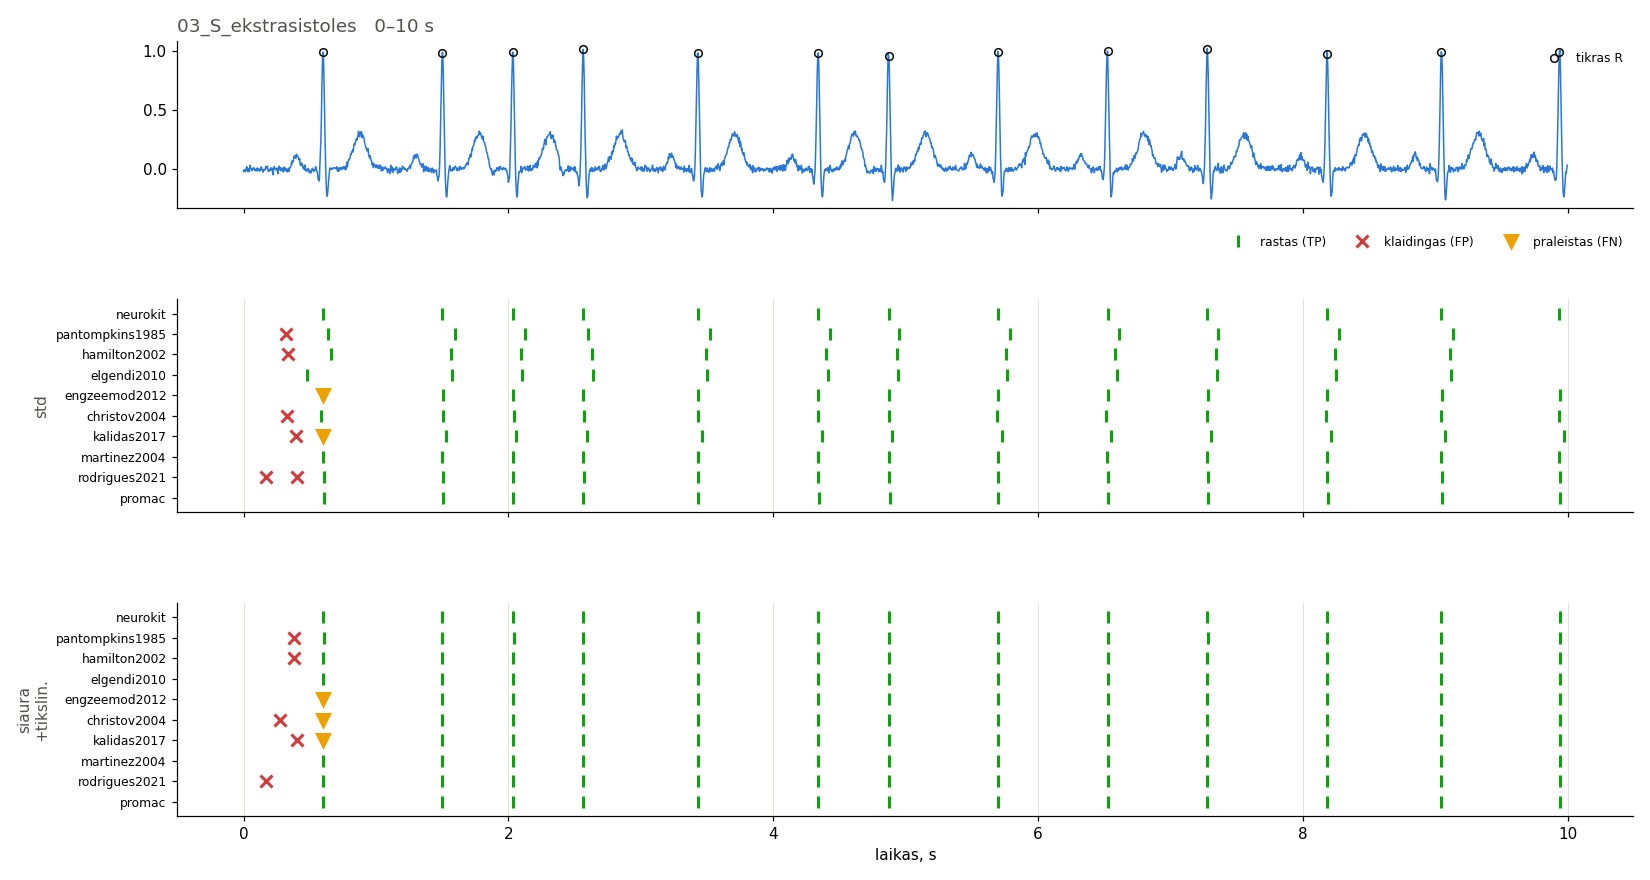 03_S_ekstrasistoles   0–10 s
1.0
0.5
0.0
tikras R
rastas (TP)
klaidingas (FP)
praleistas (FN)
std
neurokit
pantompkins1985
hamilton2002
elgendi2010
engzeemod2012
christov2004
kalidas2017
martinez2004
rodrigues2021
promac
siaura
+tikslin.
neurokit
pantompkins1985
hamilton2002
elgendi2010
engzeemod2012
christov2004
kalidas2017
martinez2004
rodrigues2021
promac
0 2 4 6 8 10
laikas, s